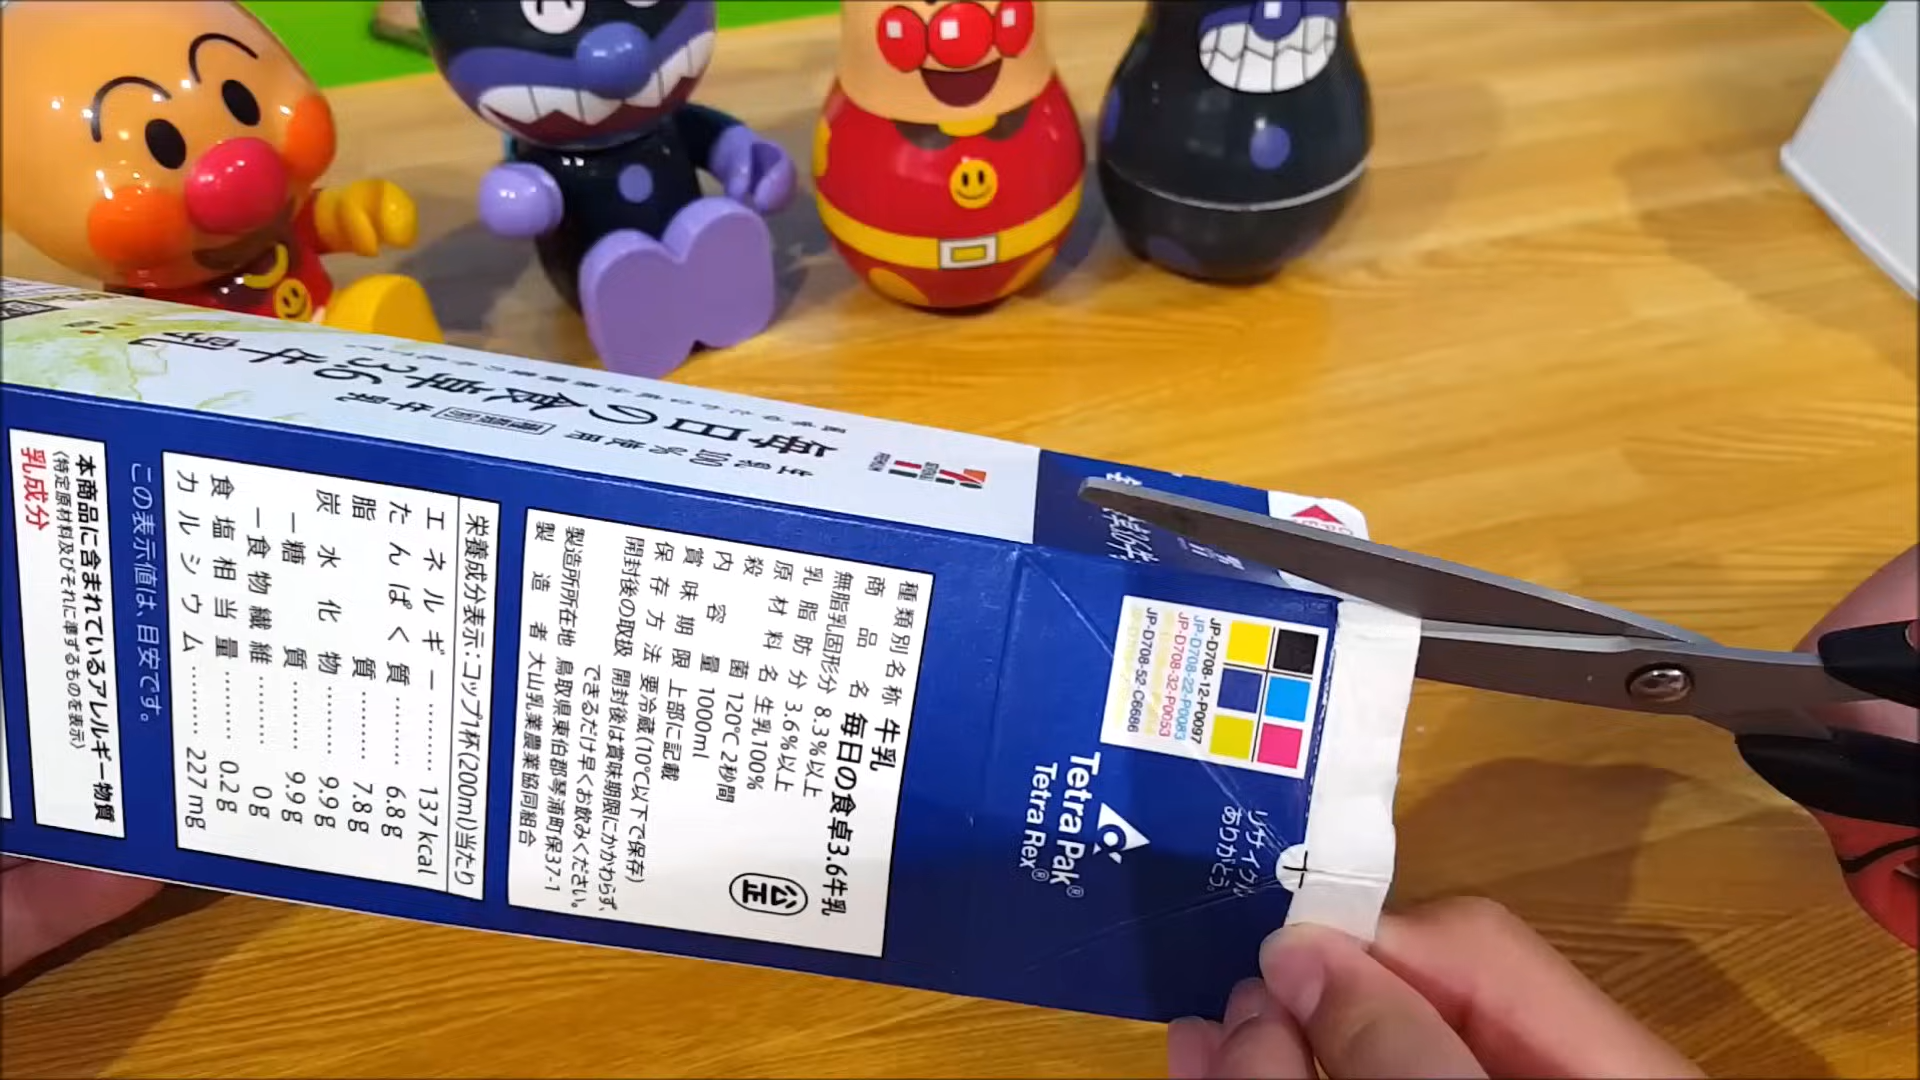 毎日の食卓3.6牛乳
生乳100%使用
種類別 牛乳
種類別名称 牛乳
商品名 毎日の食卓3.6牛乳
無脂乳固形分 8.3%以上
乳脂肪分 3.6%以上
原材料名 生乳100%
殺菌 120℃ 2秒間
内容量 1000ml
賞味期限 上部に記載
保存方法 要冷蔵(10℃以下で保存)
開封後の取扱 開封後は賞味期限にかかわらず、
できるだけ早くお飲みください。
製造所所在地 鳥取県東伯郡琴浦町保37-1
製造者 大山乳業農業協同組合
公正
栄養成分表示:コップ1杯(200ml)当たり
エネルギー 137kcal
たんぱく質 6.8g
脂質 7.8g
炭水化物 9.9g
ー糖質 9.9g
ー食物繊維 0g
食塩相当量 0.2g
カルシウム 227mg
この表示値は、目安です。
本商品に含まれているアレルギー物質
(特定原材料及びそれに準ずるものを表示)
乳成分
JP-D708-12-P0097
JP-D708-22-P0083
JP-D708-32-P0053
JP-D708-52-C6686
Tetra Pak®
Tetra Rex®
リサイクル
ありがとう。